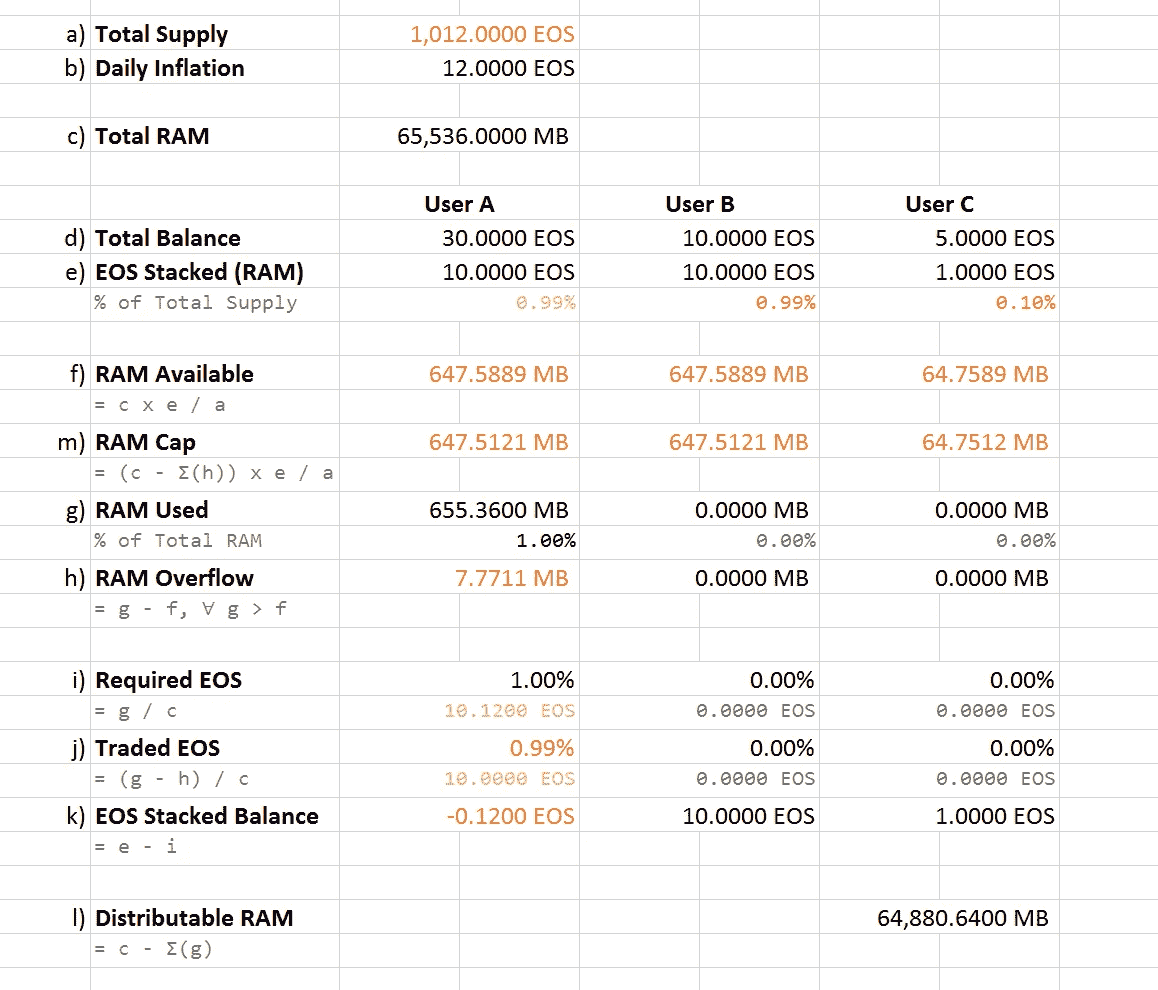 a) Total Supply 1,012.0000 EOS
b) Daily Inflation 12.0000 EOS
c) Total RAM 65,536.0000 MB
User A User B User C
d) Total Balance 30.0000 EOS 10.0000 EOS 5.0000 EOS
e) EOS Stacked (RAM) 10.0000 EOS 10.0000 EOS 1.0000 EOS
% of Total Supply 0.99% 0.99% 0.10%
f) RAM Available 647.5889 MB 647.5889 MB 64.7589 MB
= c x e / a
m) RAM Cap 647.5121 MB 647.5121 MB 64.7512 MB
= (c - Σ(h)) x e / a
g) RAM Used 655.3600 MB 0.0000 MB 0.0000 MB
% of Total RAM 1.00% 0.00% 0.00%
h) RAM Overflow 7.7711 MB 0.0000 MB 0.0000 MB
= g - f, ∀ g > f
i) Required EOS 1.00% 0.00% 0.00%
= g / c 10.1200 EOS 0.0000 EOS 0.0000 EOS
j) Traded EOS 0.99% 0.00% 0.00%
= (g - h) / c 10.0000 EOS 0.0000 EOS 0.0000 EOS
k) EOS Stacked Balance -0.1200 EOS 10.0000 EOS 1.0000 EOS
= e - i
l) Distributable RAM 64,880.6400 MB
= c - Σ(g)